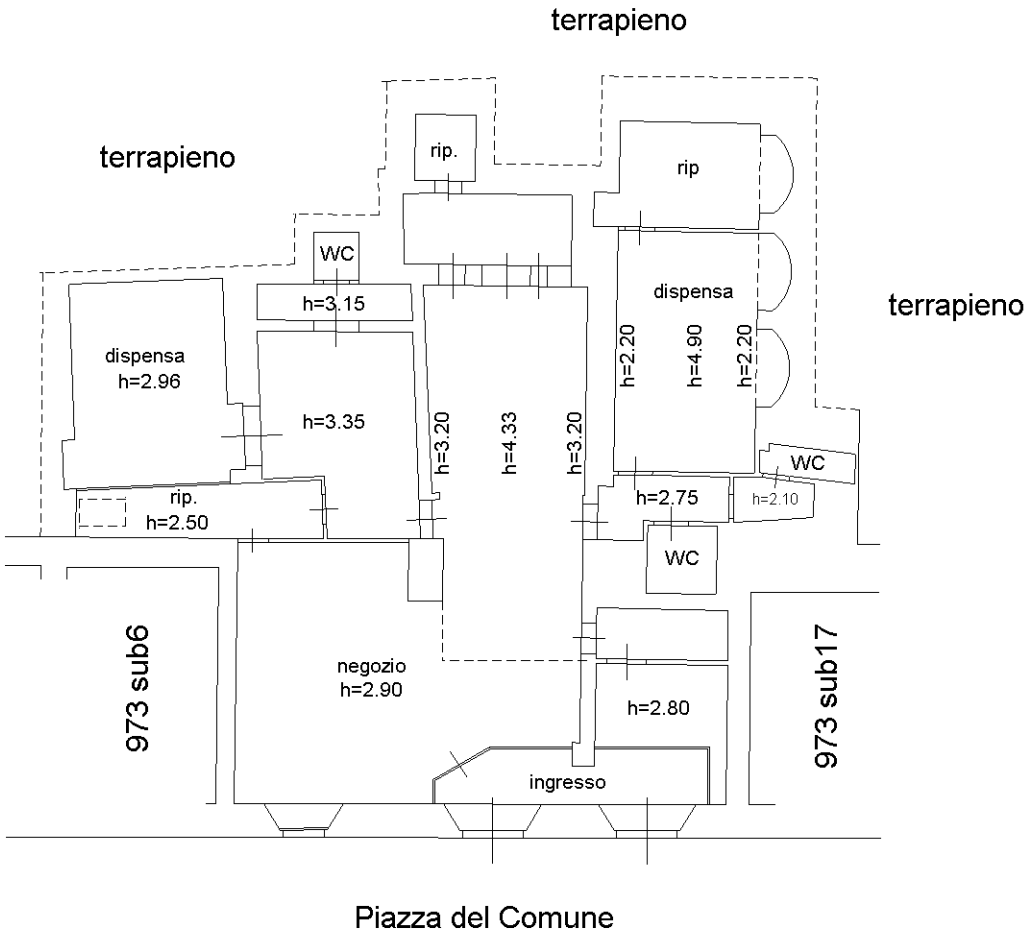 terrapieno
terrapieno
rip.
rip
WC
dispensa
h=3.15
terrapieno
dispensa
h=2.96
h=2.20
h=4.90
h=2.20
h=3.35
h=3.20
h=4.33
h=3.20
WC
rip.
h=2.50
h=2.75
h=2.10
WC
973 sub6
negozio
h=2.90
h=2.80
973 sub17
ingresso
Piazza del Comune